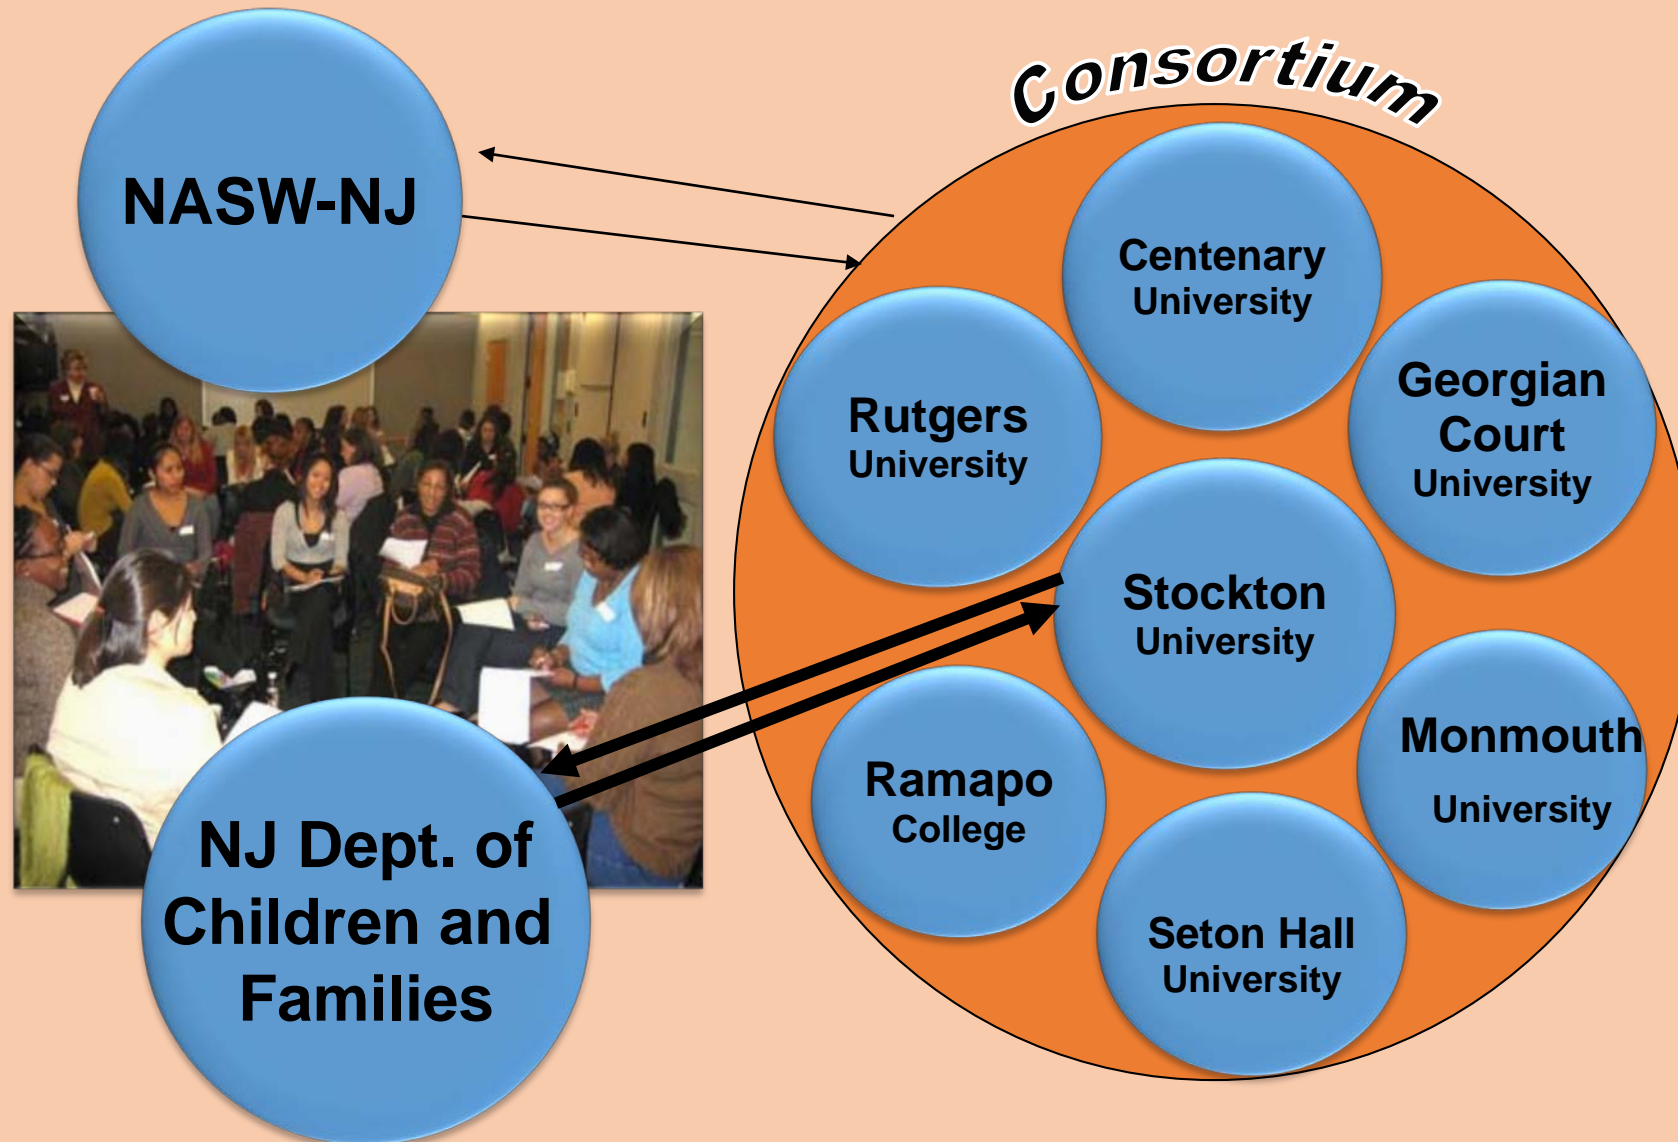 Consortium
NASW-NJ
Centenary
University
Georgian
Court
University
Rutgers
University
Stockton
University
Monmouth
University
Ramapo
College
Seton Hall
University
NJ Dept. of
Children and
Families